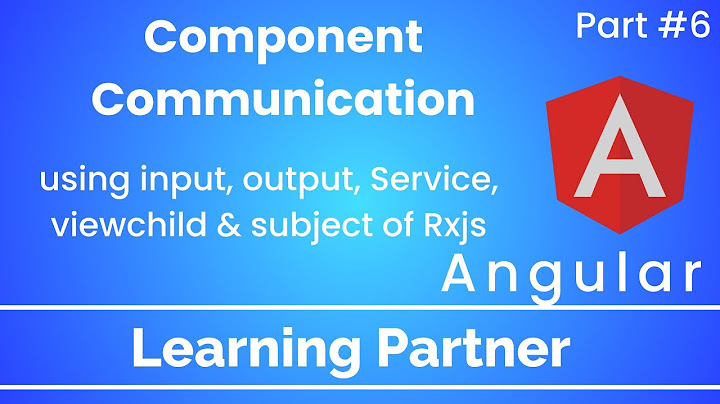 Part #6
Component
Communication
using input, output, Service,
viewchild & subject of Rxjs
A
Angular
Learning Partner